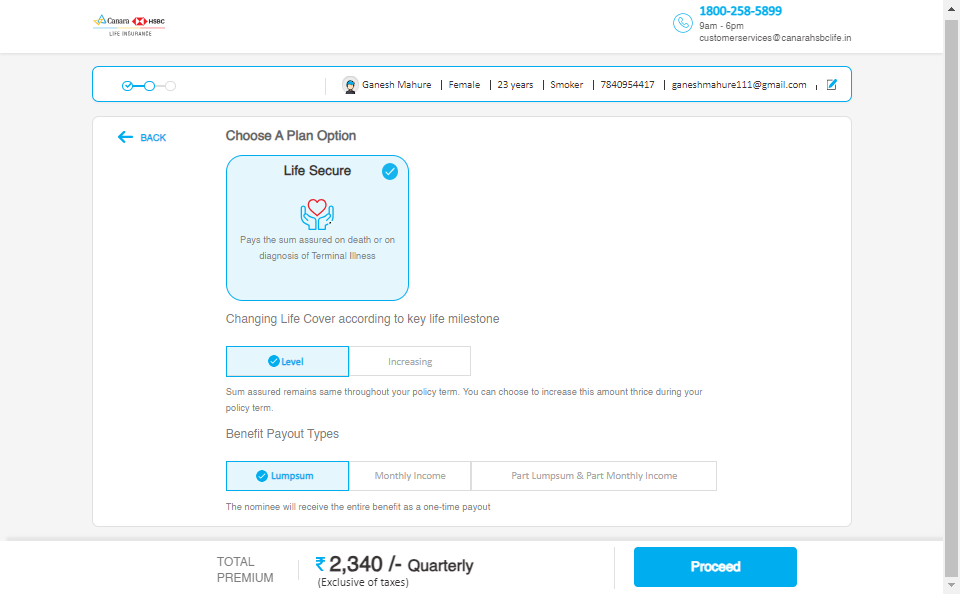 Canara HSBC
LIFE INSURANCE
1800-258-5899
9am - 6pm
customerservices@canarahsbclife.in
Ganesh Mahure | Female | 23 years | Smoker | 7840954417 | ganeshmahure111@gmail.com
BACK
Choose A Plan Option
Life Secure
Pays the sum assured on death or on
diagnosis of Terminal Illness
Changing Life Cover according to key life milestone
Level Increasing
Sum assured remains same throughout your policy term. You can choose to increase this amount thrice during your
policy term.
Benefit Payout Types
Lumpsum Monthly Income Part Lumpsum & Part Monthly Income
The nominee will receive the entire benefit as a one-time payout
TOTAL
PREMIUM
₹ 2,340 /- Quarterly
(Exclusive of taxes)
Proceed